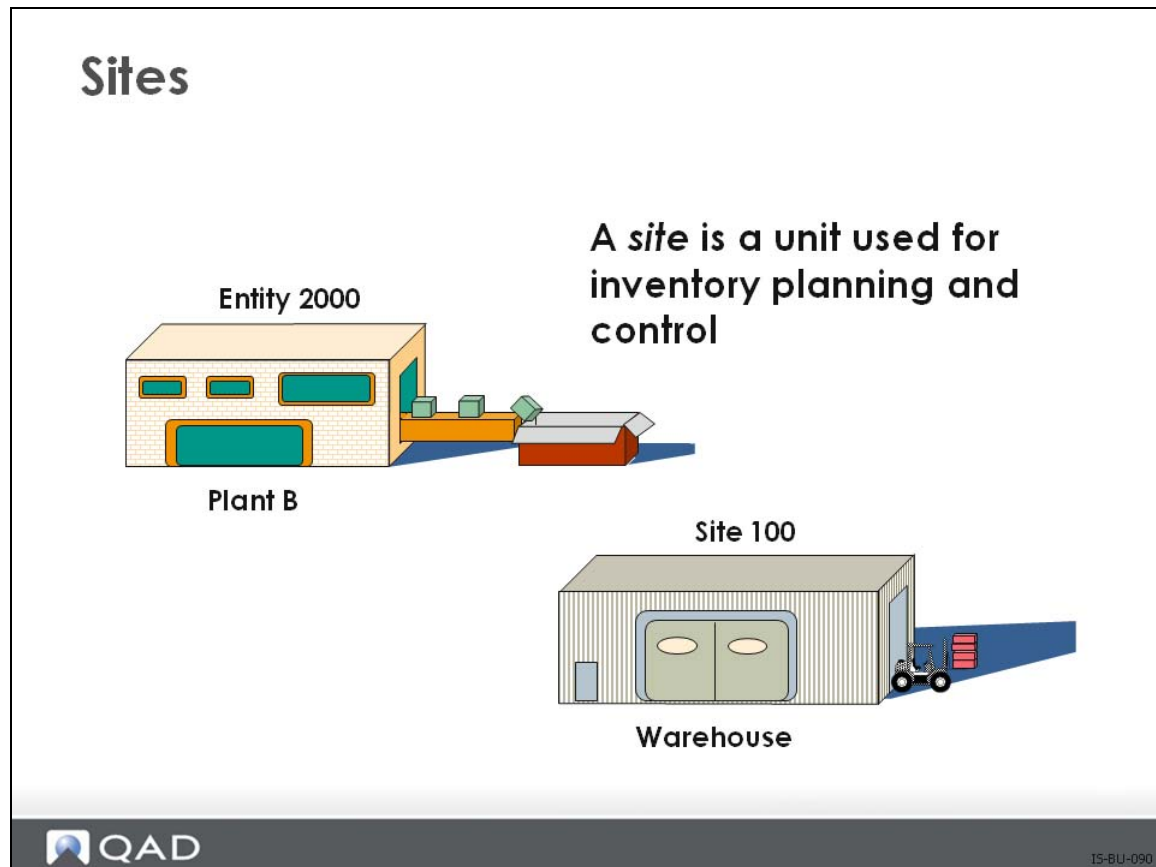 Sites
A site is a unit used for
inventory planning and
control
Entity 2000
Plant B
Site 100
Warehouse
QAD
IS-BU-090